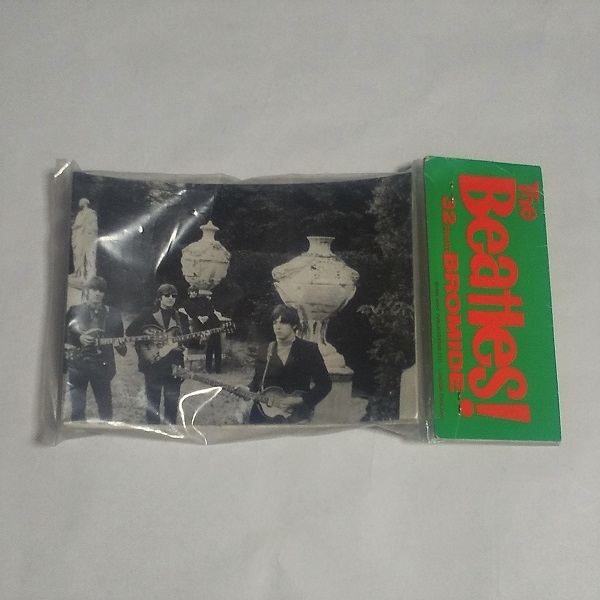 The
Beatles!
32
BROMIDE